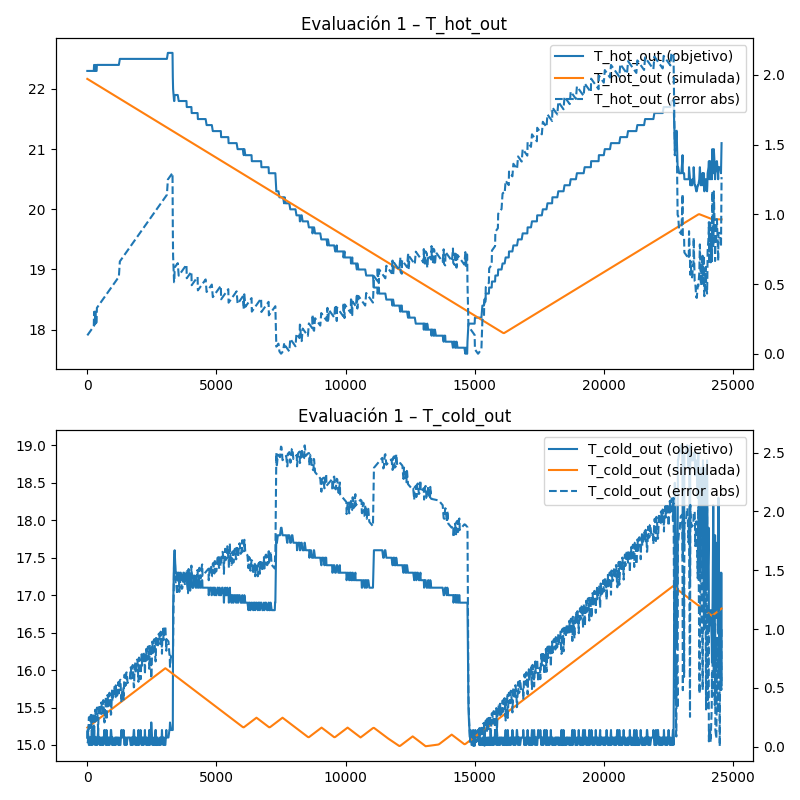 Evaluación 1 – T_hot_out
T_hot_out (objetivo)
T_hot_out (simulada)
T_hot_out (error abs)
22
21
20
19
18
2.0
1.5
1.0
0.5
0.0
0 5000 10000 15000 20000 25000
Evaluación 1 – T_cold_out
T_cold_out (objetivo)
T_cold_out (simulada)
T_cold_out (error abs)
19.0
18.5
18.0
17.5
17.0
16.5
16.0
15.5
15.0
2.5
2.0
1.5
1.0
0.5
0.0
0 5000 10000 15000 20000 25000